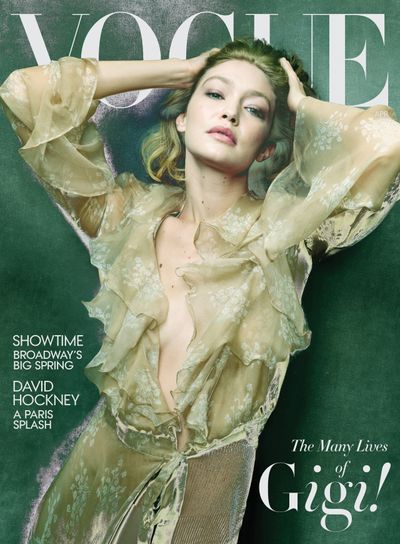 VOGUE
SHOWTIME
BROADWAY'S
BIG SPRING
DAVID
HOCKNEY
A PARIS
SPLASH
The Many Lives
of
Gigi!